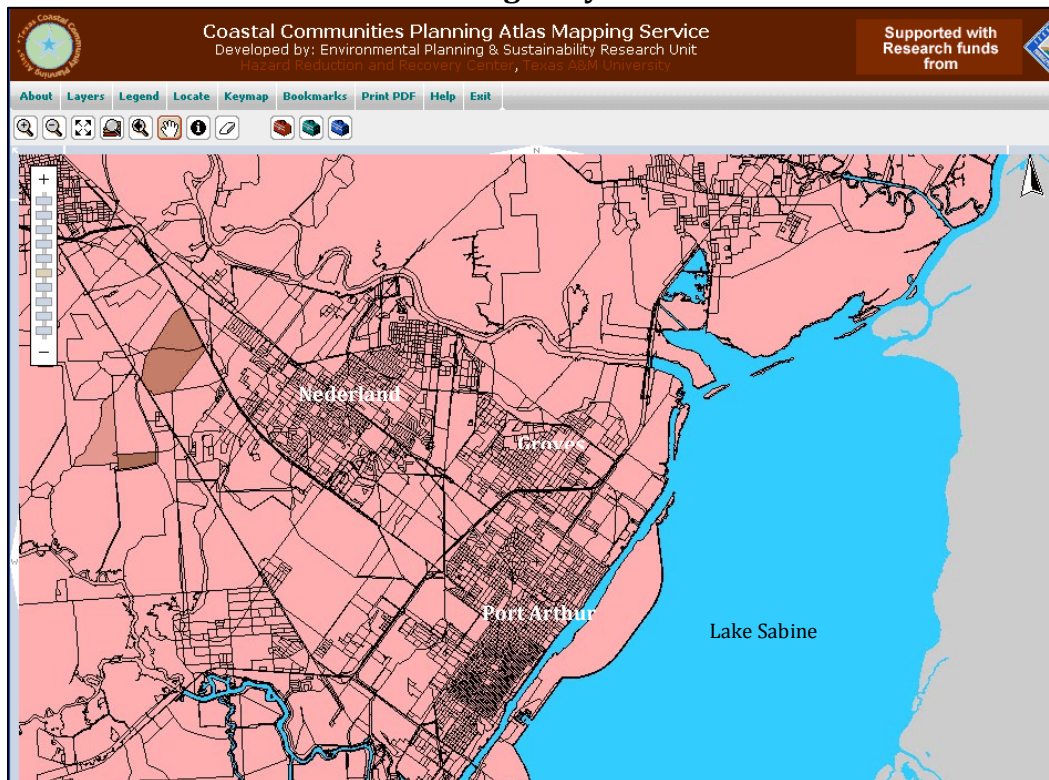 Coastal Communities Planning Atlas Mapping Service
Developed by: Environmental Planning & Sustainability Research Unit
Hazard Reduction and Recovery Center, Texas A&M University
Supported with
Research funds
from
About Layers Legend Locate Keymap Bookmarks Print PDF Help Exit
N
+
–
Nederland
Groves
W
Port Arthur
Lake Sabine